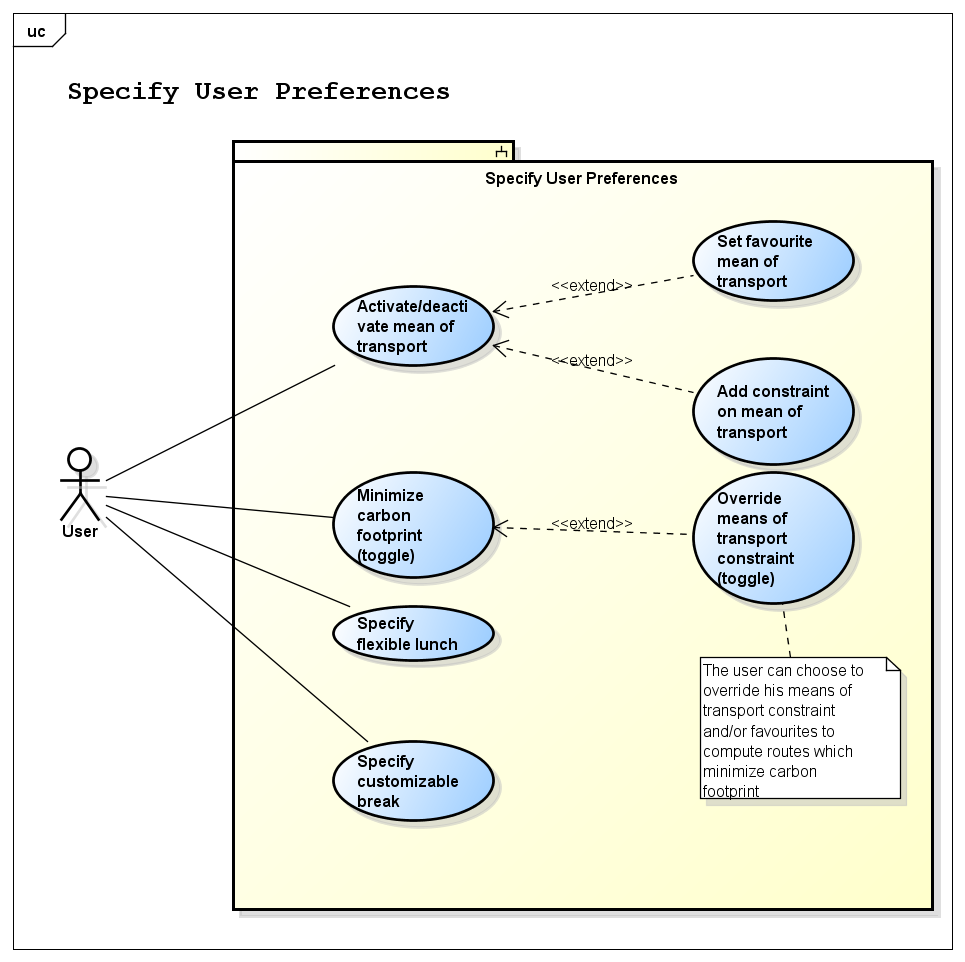 uc
Specify User Preferences
Specify User Preferences
Set favourite
mean of
transport
<<extend>>
Activate/deacti
vate mean of
transport
<<extend>>
Add constraint
on mean of
transport
User
Minimize
carbon
footprint
(toggle)
<<extend>>
Override
means of
transport
constraint
(toggle)
Specify
flexible lunch
The user can choose to
override his means of
transport constraint
and/or favourites to
compute routes which
minimize carbon
footprint
Specify
customizable
break